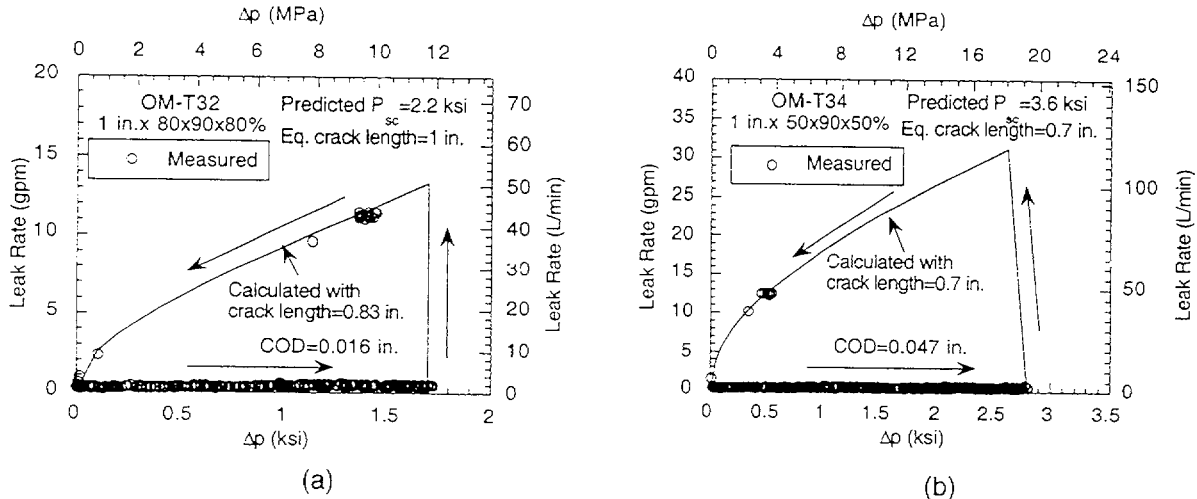 Δp (MPa)
0 2 4 6 8 10 12
20
15
10
5
0
Leak Rate (gpm)
OM-T32
1 in.x 80x90x80%
Predicted P sc =2.2 ksi
Eq. crack length=1 in.
Measured
Calculated with
crack length=0.83 in.
COD=0.016 in.
70
60
50
40
30
20
10
0
Leak Rate (L/min)
0 0.5 1 1.5 2
Δp (ksi)
(a)
Δp (MPa)
0 4 8 12 16 20 24
40
35
30
25
20
15
10
5
0
Leak Rate (gpm)
OM-T34
1 in.x 50x90x50%
Predicted P sc =3.6 ksi
Eq. crack length=0.7 in.
Measured
Calculated with
crack length=0.7 in.
COD=0.047 in.
150
100
50
0
Leak Rate (L/min)
0 0.5 1 1.5 2 2.5 3 3.5
Δp (ksi)
(b)